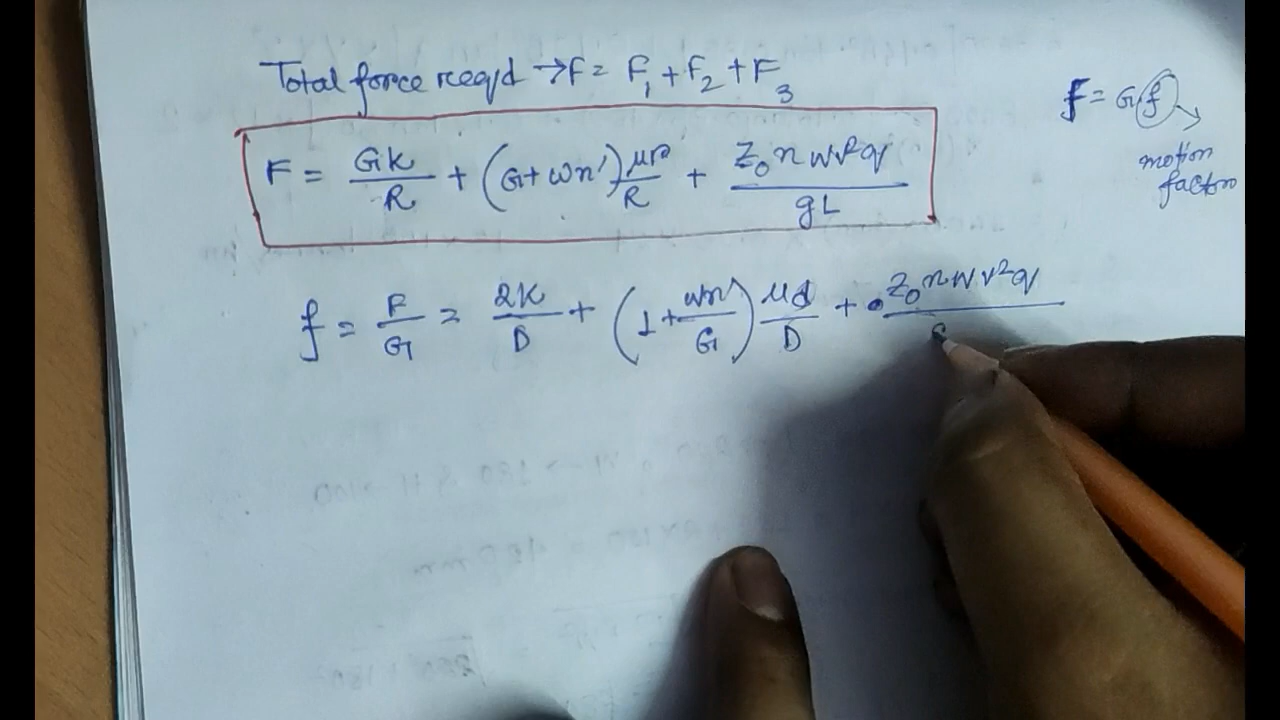 Total force reqd → F = F₁ + F₂ + F₃
F = GK/R + (G + wn') μr/R + Z₀ n W v² q / gL
f = G f → motion factor
f = F/G = 2K/D + (1 + wn'/G) μd/D + Z₀ n W v² q /